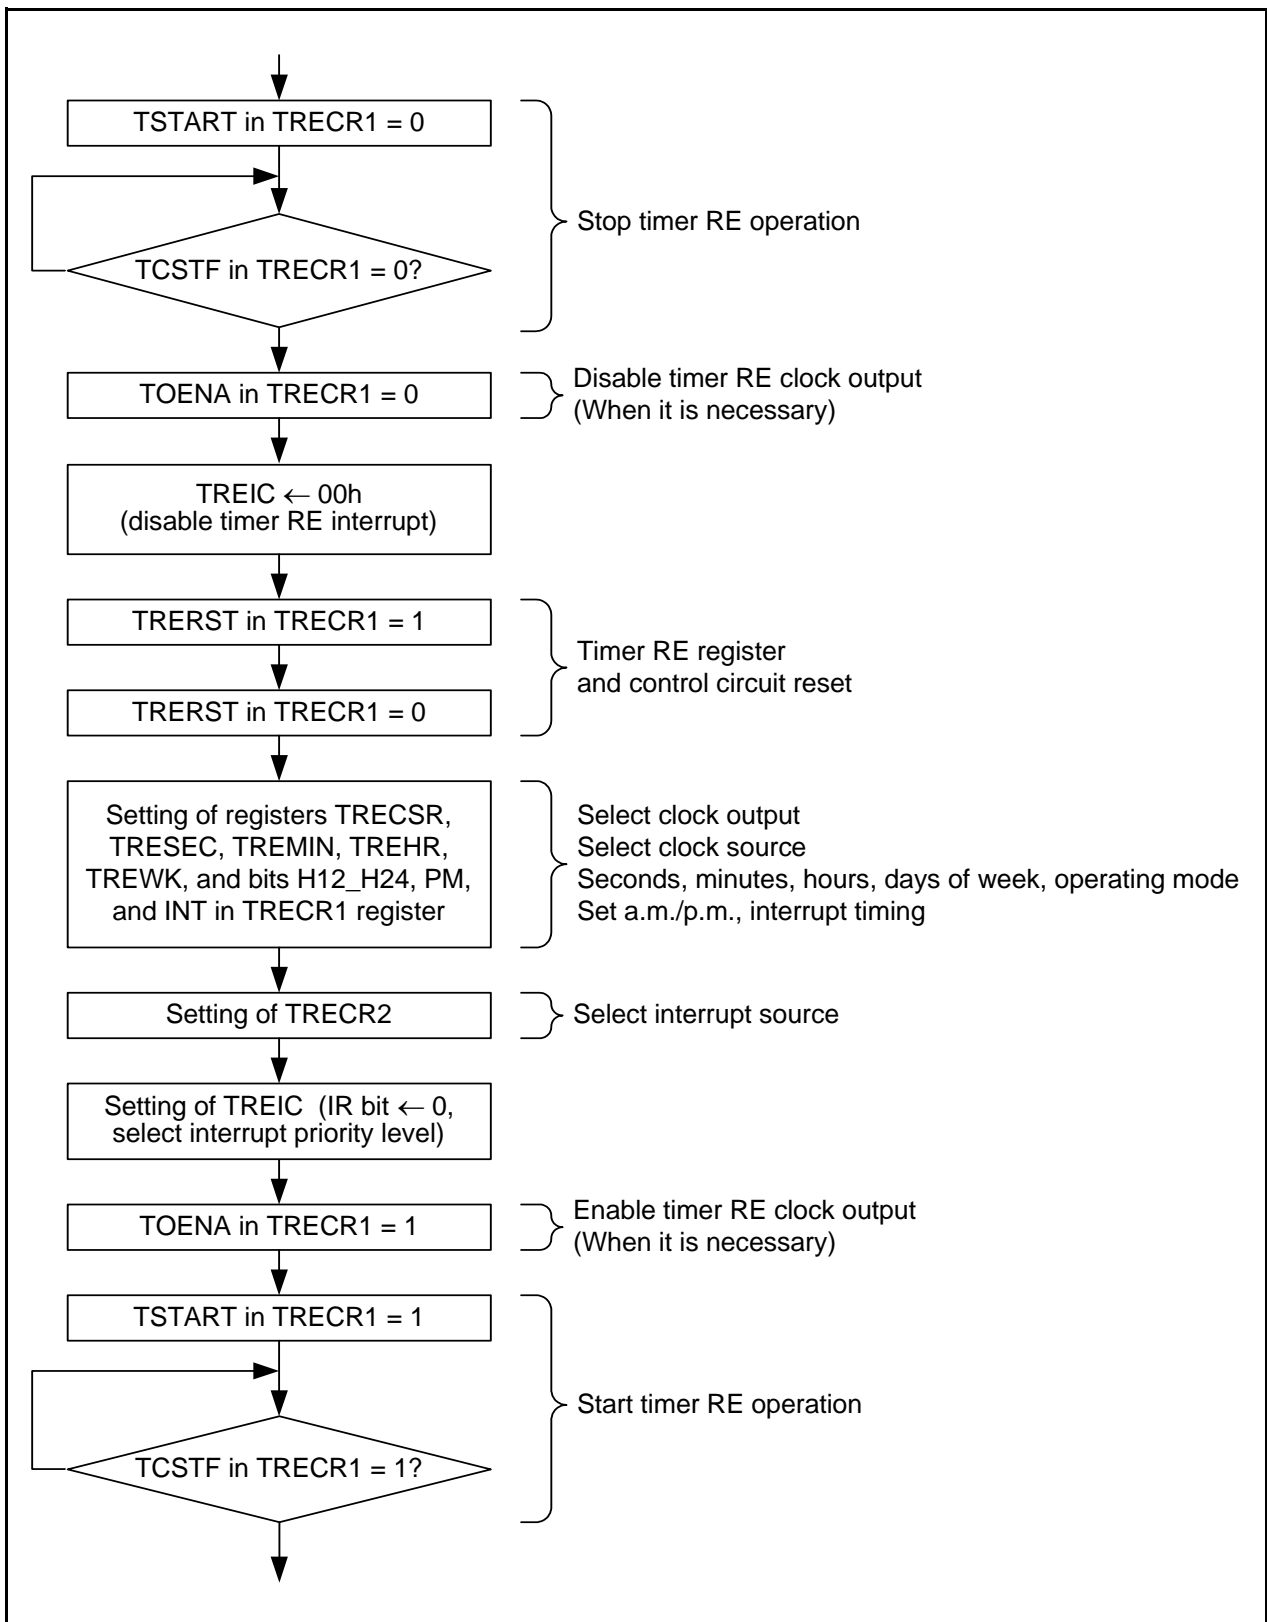 TSTART in TRECR1 = 0
TCSTF in TRECR1 = 0?
Stop timer RE operation
TOENA in TRECR1 = 0
Disable timer RE clock output
(When it is necessary)
TREIC ← 00h
(disable timer RE interrupt)
TRERST in TRECR1 = 1
TRERST in TRECR1 = 0
Timer RE register
and control circuit reset
Setting of registers TRECSR,
TRESEC, TREMIN, TREHR,
TREWK, and bits H12_H24, PM,
and INT in TRECR1 register
Select clock output
Select clock source
Seconds, minutes, hours, days of week, operating mode
Set a.m./p.m., interrupt timing
Setting of TRECR2
Select interrupt source
Setting of TREIC (IR bit ← 0,
select interrupt priority level)
TOENA in TRECR1 = 1
Enable timer RE clock output
(When it is necessary)
TSTART in TRECR1 = 1
TCSTF in TRECR1 = 1?
Start timer RE operation